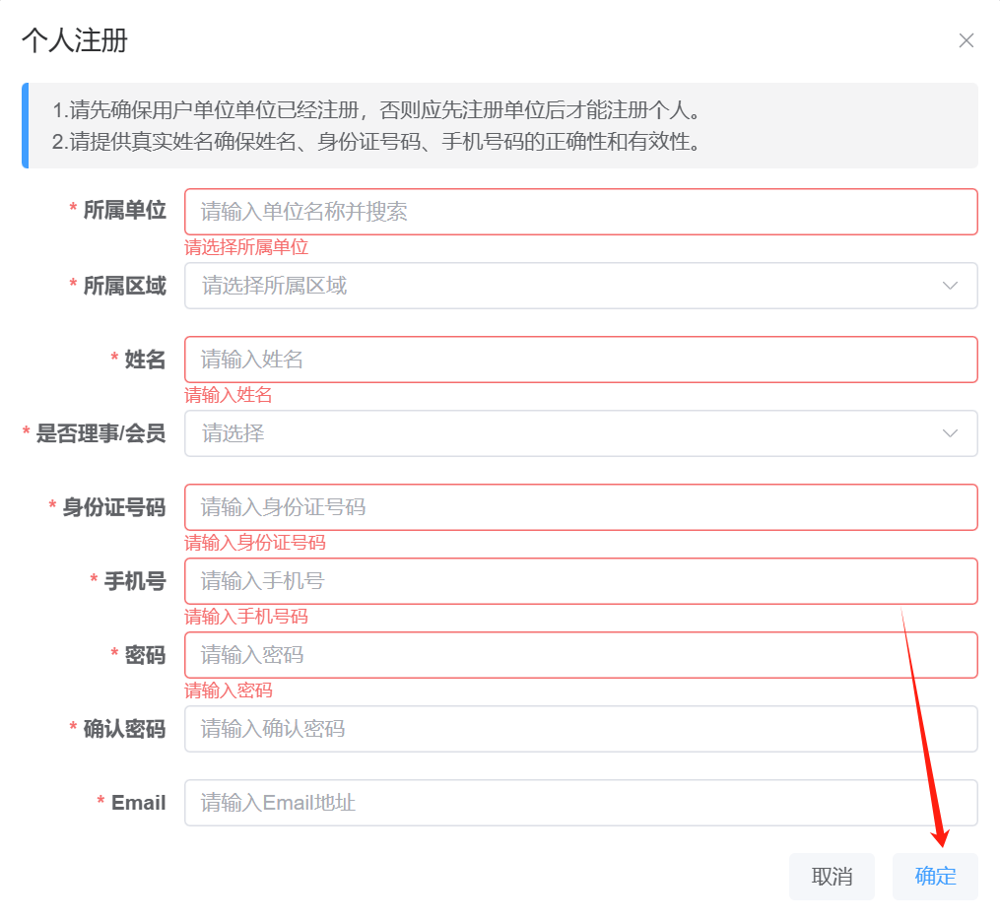 个人注册
1.请先确保用户单位单位已经注册，否则应先注册单位后才能注册个人。
2.请提供真实姓名确保姓名、身份证号码、手机号码的正确性和有效性。
* 所属单位 请输入单位名称并搜索
请选择所属单位
* 所属区域 请选择所属区域
* 姓名 请输入姓名
请输入姓名
* 是否理事/会员 请选择
* 身份证号码 请输入身份证号码
请输入身份证号码
* 手机号 请输入手机号
请输入手机号码
* 密码 请输入密码
请输入密码
* 确认密码 请输入确认密码
* Email 请输入Email地址
取消 确定